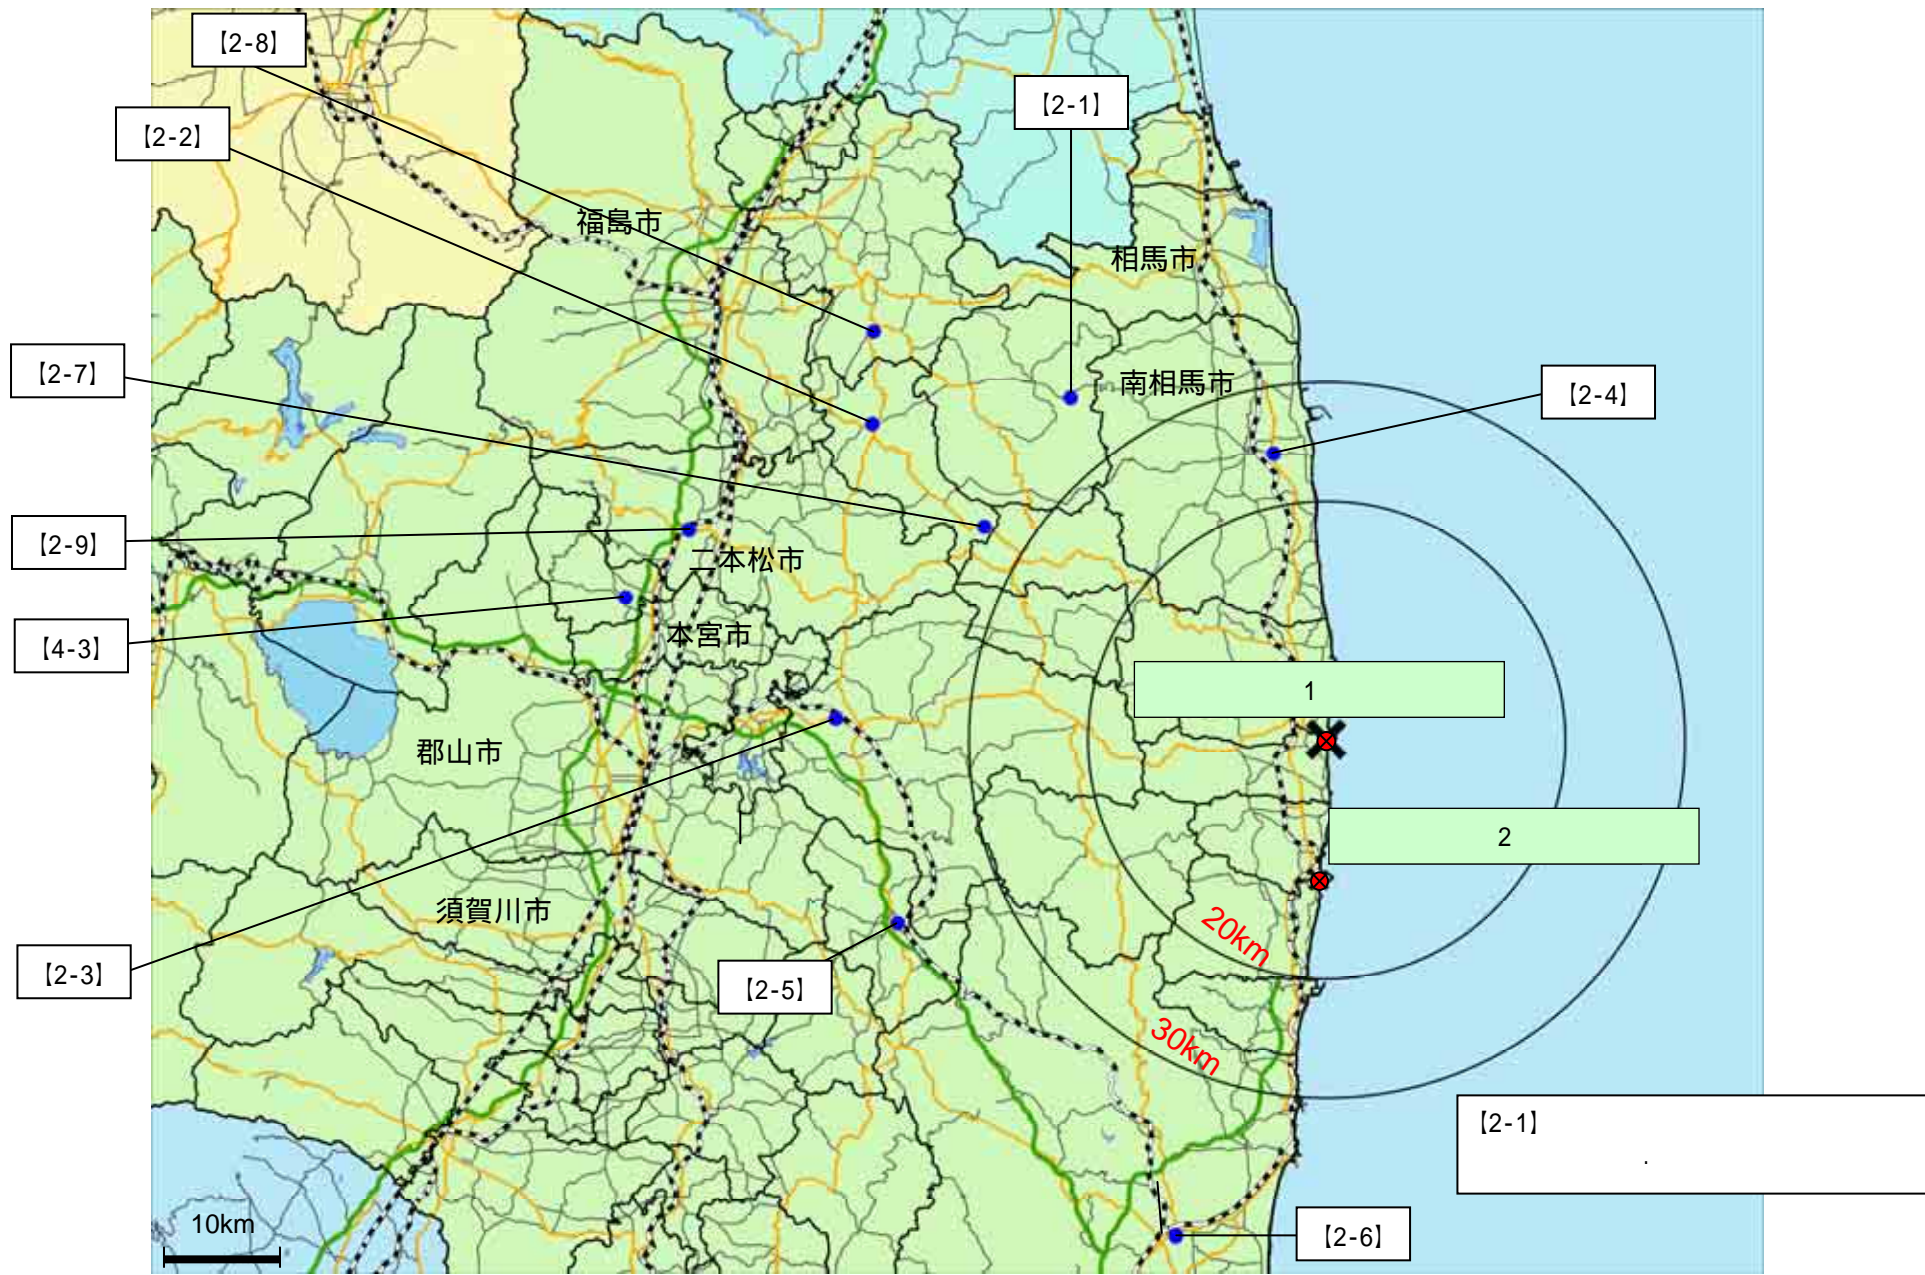 【2-8】
【2-1】
【2-2】
福島市
相馬市
【2-7】
南相馬市
【2-4】
【2-9】
二本松市
【4-3】
本宮市
1
郡山市
2
須賀川市
20km
【2-3】
【2-5】
30km
【2-1】
.
10km
【2-6】